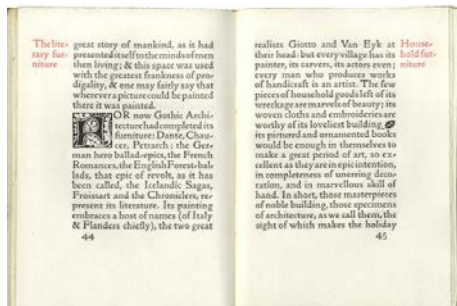 The lite-
rary fur-
niture
great story of mankind, as it had
presented itself to the minds of men
then living; & this space was used
with the greatest frankness of pro-
digality, & one may fairly say that
wherever a picture could be painted
there it was painted.
FOR now Gothic Archi-
tecture had completed its
furniture: Dante, Chau-
cer, Petrarch; the Ger-
man hero ballad-epics, the French
Romances, the English Forest-bal-
lads, that epic of revolt, as it has
been called, the Icelandic Sagas,
Froissart and the Chroniclers, re-
present its literature. Its painting
embraces a host of names (of Italy
& Flanders chiefly), the two great
44
realists Giotto and Van Eyk at
their head: but every village has its
painter, its carvers, its actors even;
every man who produces works
of handicraft is an artist. The few
pieces of household goods left of its
wreckage are marvels of beauty; its
woven cloths and embroideries are
worthy of its loveliest building,
its pictured and ornamented books
would be enough in themselves to
make a great period of art, so ex-
cellent as they are in epic intention,
in completeness of unerring deco-
ration, and in marvellous skill of
hand. In short, those masterpieces
of noble building, those specimens
of architecture, as we call them, the
sight of which makes the holiday
45
House-
hold fur-
niture